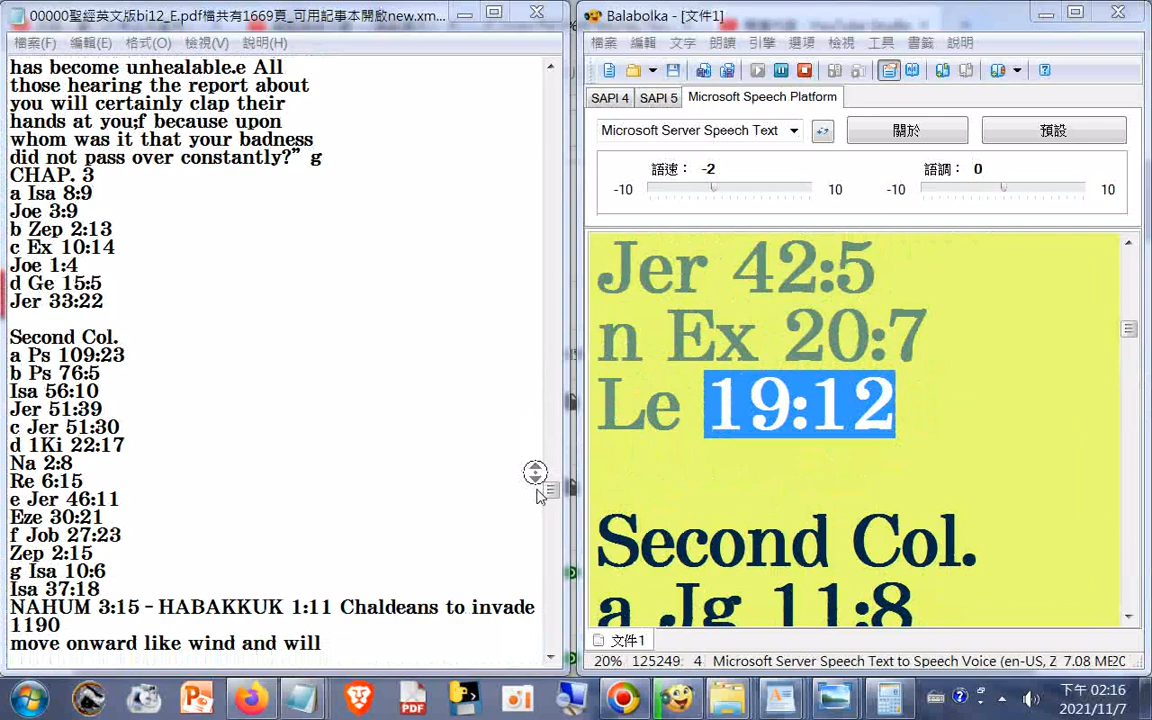 00000聖經英文版bi12_E.pdf檔共有1669頁_可用記事本開啟new.xm...
檔案(F) 編輯(E) 格式(O) 檢視(V) 說明(H)
has become unhealable.e All
those hearing the report about
you will certainly clap their
hands at you;f because upon
whom was it that your badness
did not pass over constantly?” g
CHAP. 3
a Isa 8:9
Joe 3:9
b Zep 2:13
c Ex 10:14
Joe 1:4
d Ge 15:5
Jer 33:22
Second Col.
a Ps 109:23
b Ps 76:5
Isa 56:10
Jer 51:39
c Jer 51:30
d 1Ki 22:17
Na 2:8
Re 6:15
e Jer 46:11
Eze 30:21
f Job 27:23
Zep 2:15
g Isa 10:6
Isa 37:18
NAHUM 3:15–HABAKKUK 1:11 Chaldeans to invade
1190
move onward like wind and will
Balabolka - [文件1]
檔案 編輯 文字 朗讀 引擎 選項 檢視 工具 書籤 說明
SAPI 4 SAPI 5 Microsoft Speech Platform
Microsoft Server Speech Text 關於 預設
語速： -2 語調： 0
-10 10 -10 10
Jer 42:5
n Ex 20:7
Le 19:12
Second Col.
a Jg 11:8
文件1
20% 125249: 4 Microsoft Server Speech Text to Speech Voice (en-US, Z 7.08 ME
下午 02:16
2021/11/7